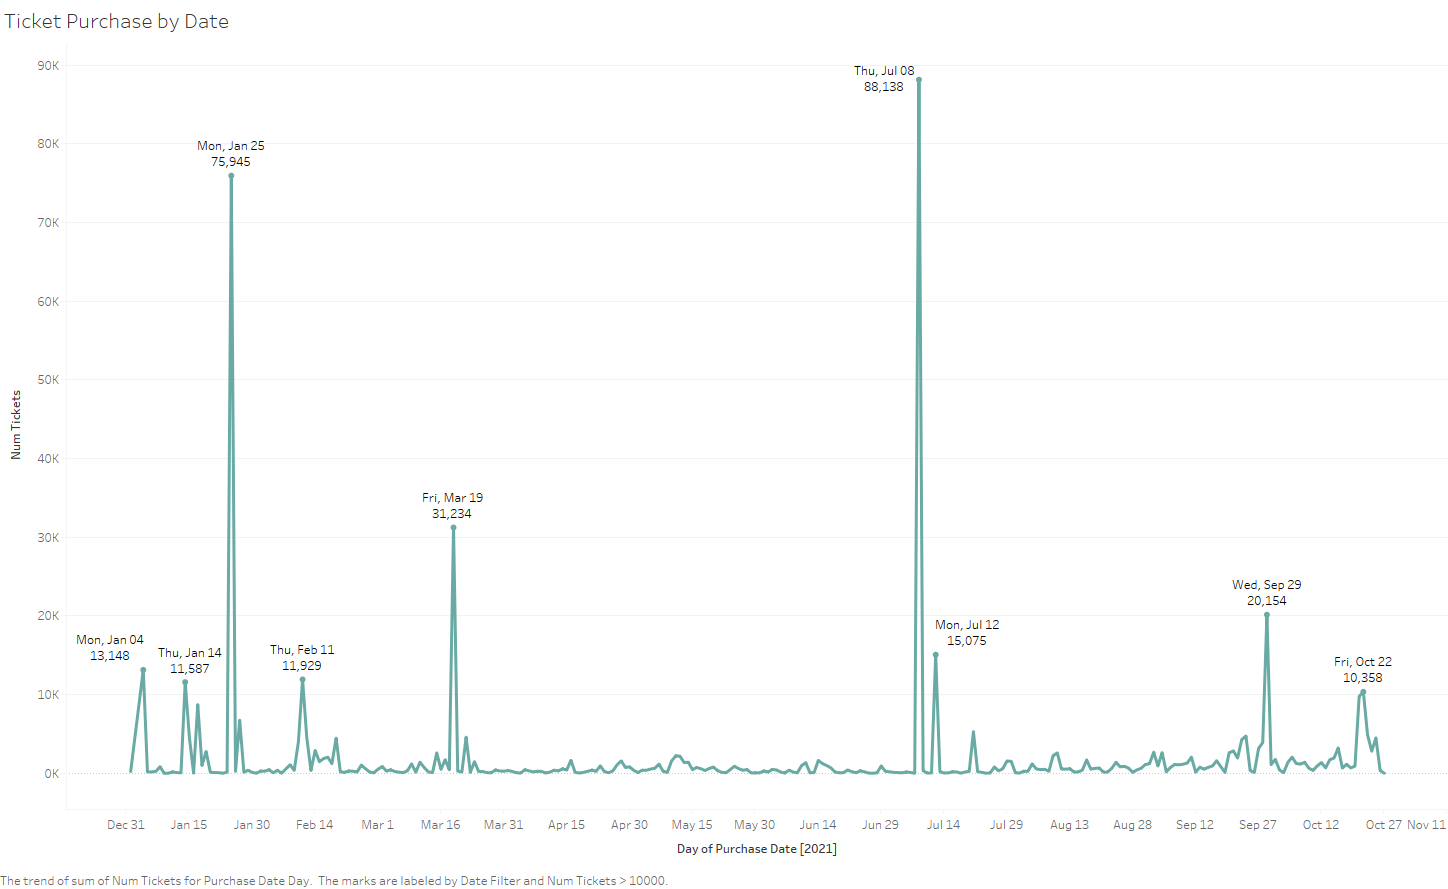 Ticket Purchase by Date
90K
80K
70K
60K
50K
40K
30K
20K
10K
0K
Num Tickets
Mon, Jan 04
13,148
Thu, Jan 14
11,587
Mon, Jan 25
75,945
Thu, Feb 11
11,929
Fri, Mar 19
31,234
Thu, Jul 08
88,138
Mon, Jul 12
15,075
Wed, Sep 29
20,154
Fri, Oct 22
10,358
Dec 31 Jan 15 Jan 30 Feb 14 Mar 1 Mar 16 Mar 31 Apr 15 Apr 30 May 15 May 30 Jun 14 Jun 29 Jul 14 Jul 29 Aug 13 Aug 28 Sep 12 Sep 27 Oct 12 Oct 27 Nov 11
Day of Purchase Date [2021]
The trend of sum of Num Tickets for Purchase Date Day. The marks are labeled by Date Filter and Num Tickets > 10000.